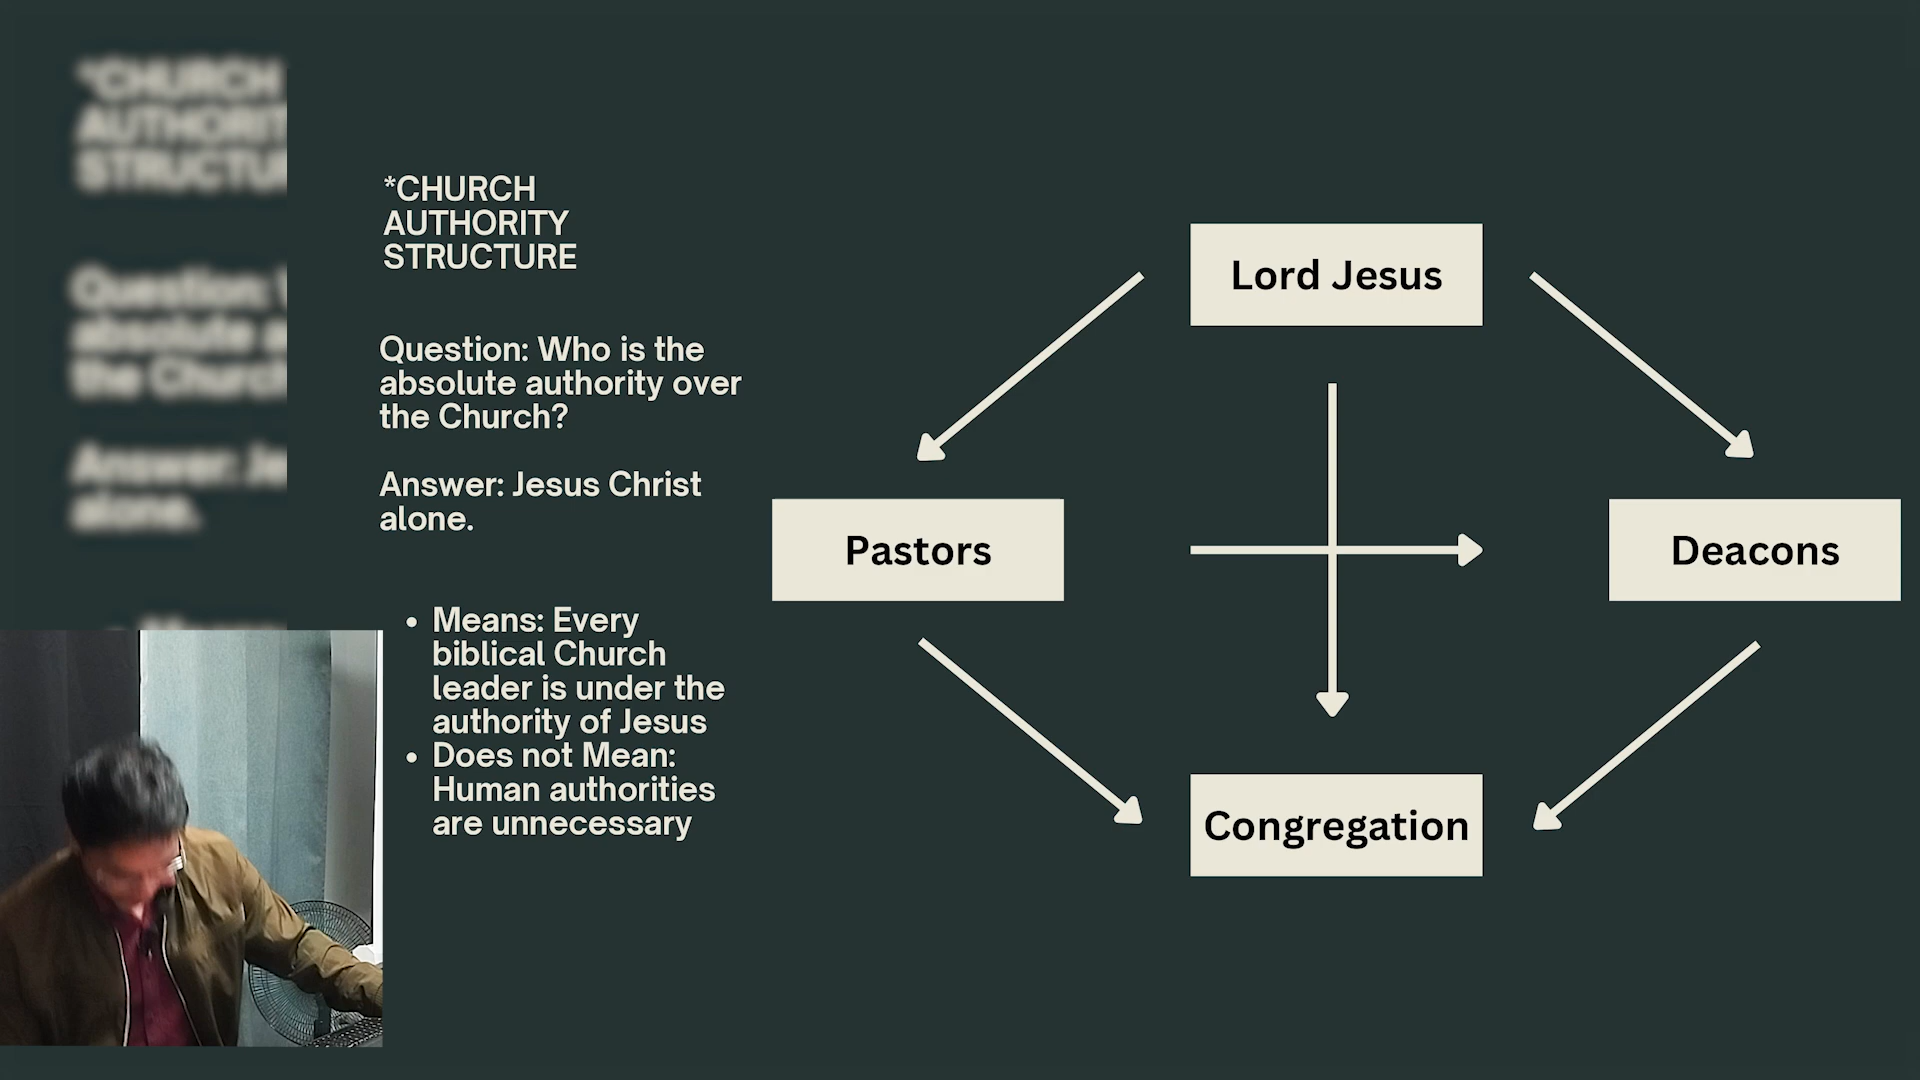 *CHURCH
AUTHORITY
STRUCTURE
Question: Who is the
absolute authority over
the Church?
Answer: Jesus Christ
alone.
• Means: Every
biblical Church
leader is under the
authority of Jesus
• Does not Mean:
Human authorities
are unnecessary
Lord Jesus
Pastors
Deacons
Congregation